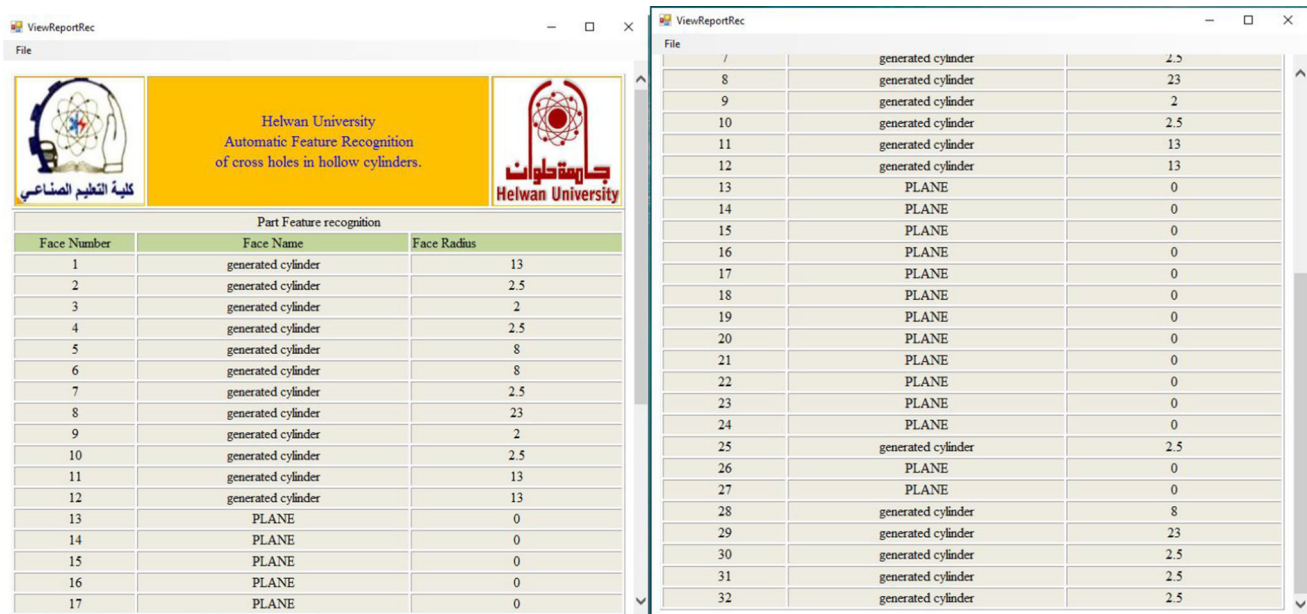 ViewReportRec
File
كلية التعليم الصناعي
Helwan University
Automatic Feature Recognition
of cross holes in hollow cylinders.
جامعة حلوان
Helwan University
Part Feature recognition
Face Number Face Name Face Radius
1 generated cylinder 13
2 generated cylinder 2.5
3 generated cylinder 2
4 generated cylinder 2.5
5 generated cylinder 8
6 generated cylinder 8
7 generated cylinder 2.5
8 generated cylinder 23
9 generated cylinder 2
10 generated cylinder 2.5
11 generated cylinder 13
12 generated cylinder 13
13 PLANE 0
14 PLANE 0
15 PLANE 0
16 PLANE 0
17 PLANE 0
ViewReportRec
File
7 generated cylinder 2.5
8 generated cylinder 23
9 generated cylinder 2
10 generated cylinder 2.5
11 generated cylinder 13
12 generated cylinder 13
13 PLANE 0
14 PLANE 0
15 PLANE 0
16 PLANE 0
17 PLANE 0
18 PLANE 0
19 PLANE 0
20 PLANE 0
21 PLANE 0
22 PLANE 0
23 PLANE 0
24 PLANE 0
25 generated cylinder 2.5
26 PLANE 0
27 PLANE 0
28 generated cylinder 8
29 generated cylinder 23
30 generated cylinder 2.5
31 generated cylinder 2.5
32 generated cylinder 2.5